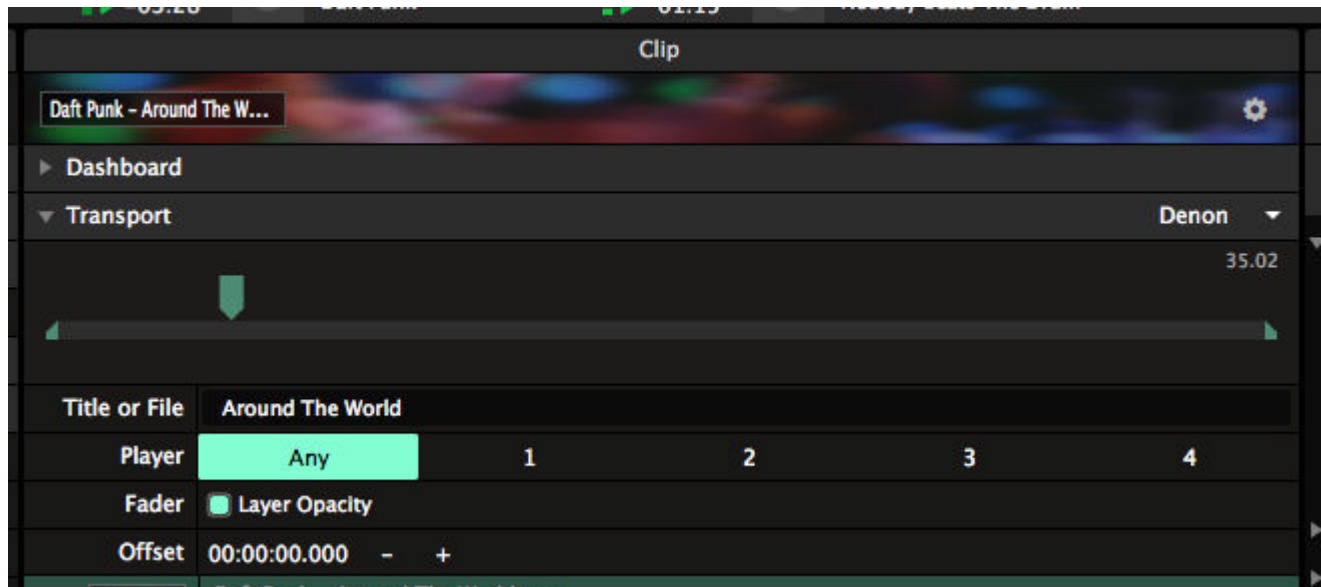 Clip
Daft Punk – Around The W...
Dashboard
Transport Denon
35.02
Title or File Around The World
Player Any 1 2 3 4
Fader Layer Opacity
Offset 00:00:00.000 - +